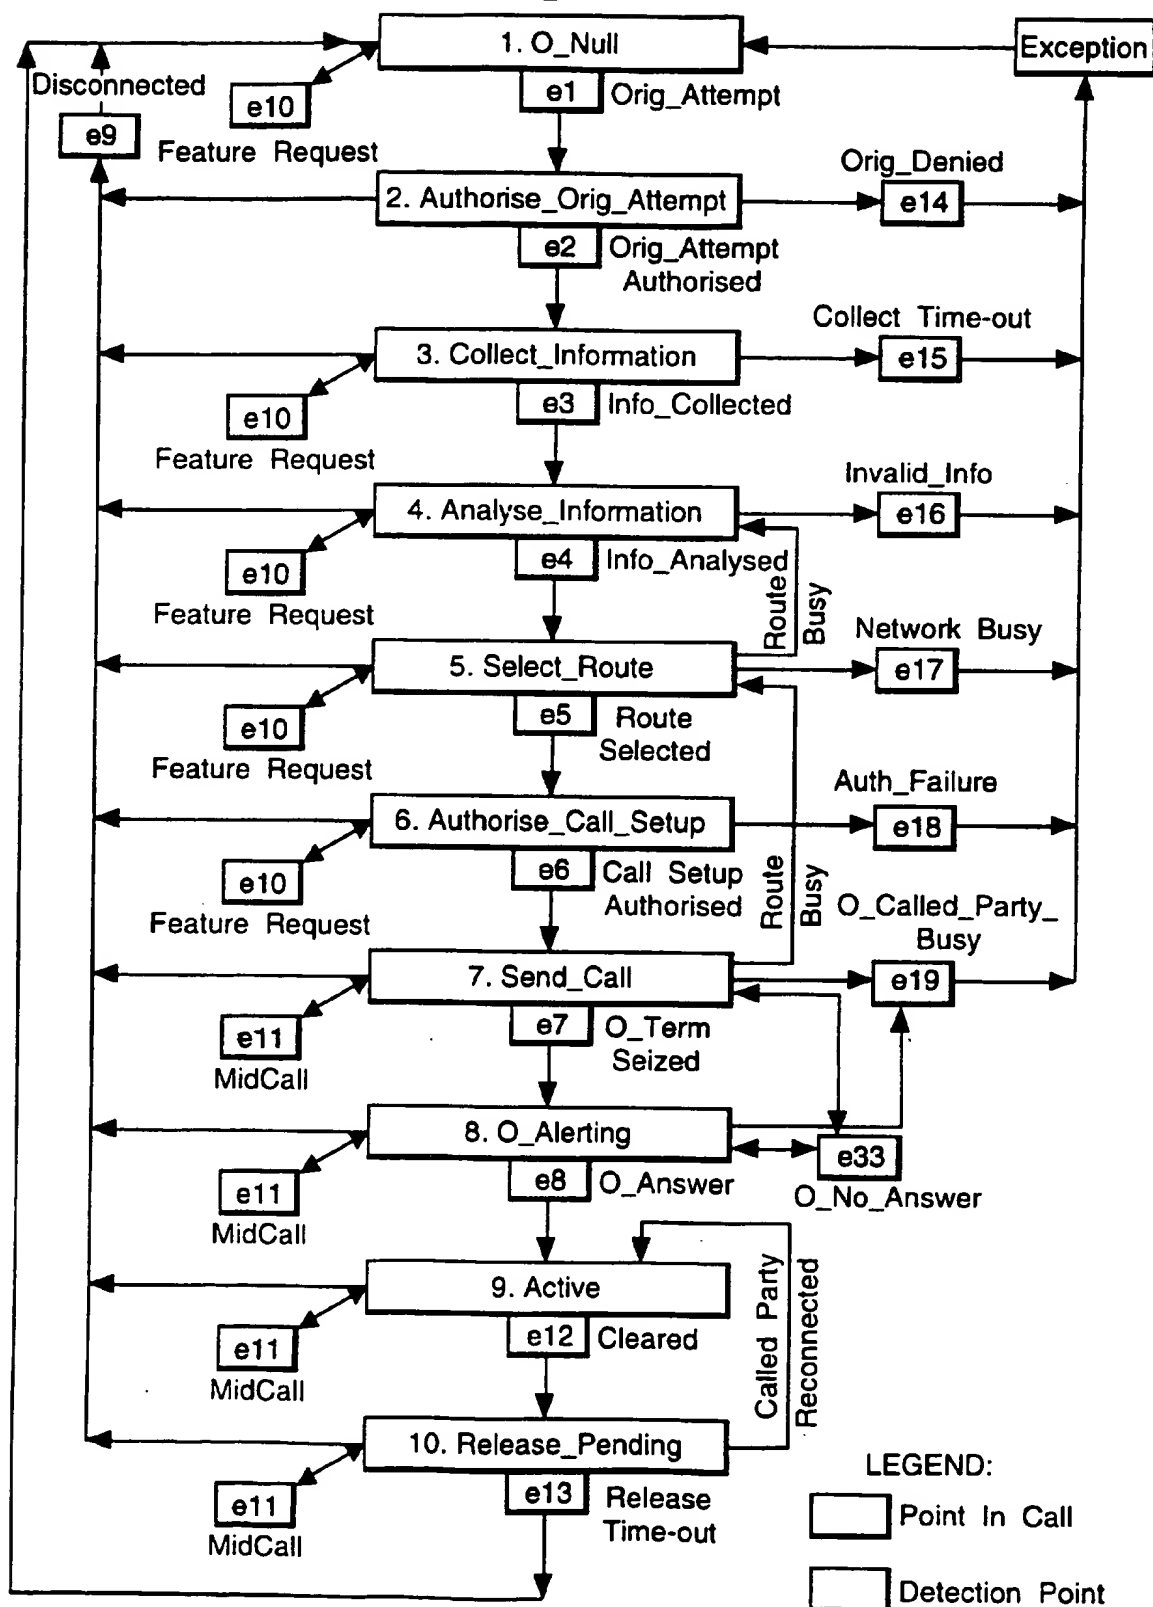 1. O_Null
Exception
Disconnected
e10
e1
Orig_Attempt
e9
Feature Request
Orig_Denied
2. Authorise_Orig_Attempt
e14
e2
Orig_Attempt
Authorised
Collect Time-out
3. Collect_Information
e15
e10
e3
Info_Collected
Feature Request
Invalid_Info
4. Analyse_Information
e16
e10
e4
Info_Analysed
Feature Request
Route
Busy
Network Busy
5. Select_Route
e17
e10
e5
Route
Selected
Feature Request
Auth_Failure
6. Authorise_Call_Setup
e18
e10
e6
Call Setup
Authorised
Feature Request
Route
Busy
O_Called_Party_
Busy
7. Send_Call
e19
e11
e7
O_Term
Seized
MidCall
8. O_Alerting
e33
O_No_Answer
e11
e8
O_Answer
MidCall
9. Active
Called Party
Reconnected
e11
e12
Cleared
MidCall
10. Release_Pending
e11
e13
Release
Time-out
MidCall
LEGEND:
Point In Call
Detection Point